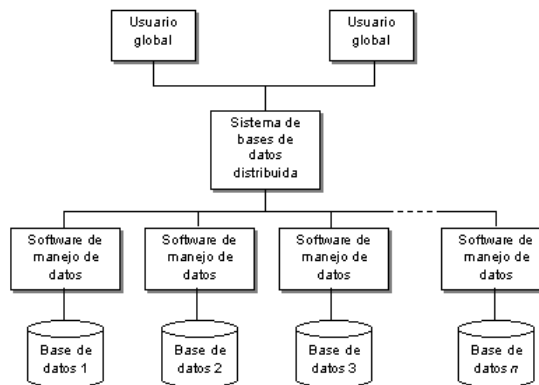 Usuario
global
Usuario
global
Sistema de
bases de
datos
distribuida
Software de
manejo de
datos
Software de
manejo de
datos
Software de
manejo de
datos
Software de
manejo de
datos
Base de
datos 1
Base de
datos 2
Base de
datos 3
Base de
datos n